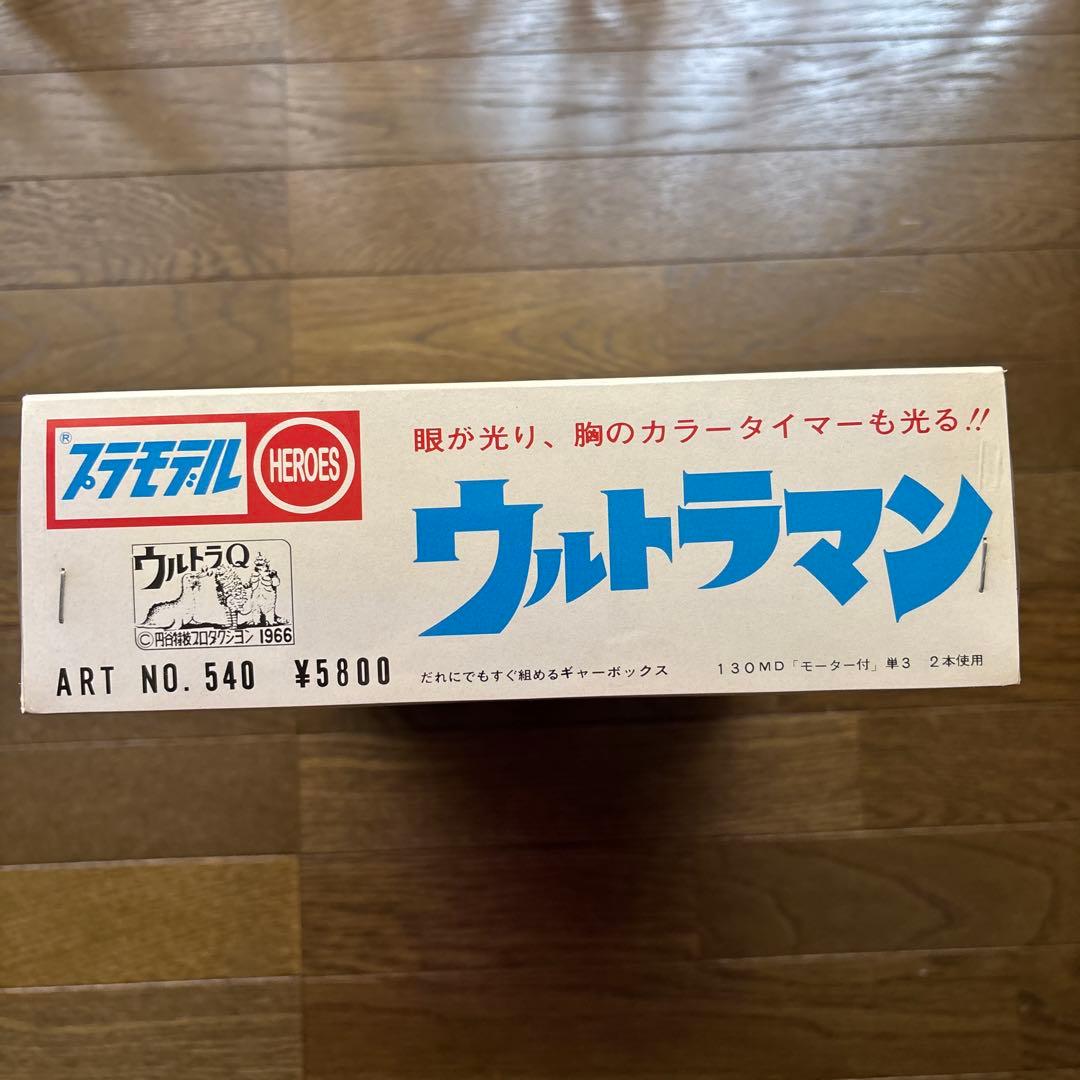 ®
プラモデル
HEROES
眼が光り、胸のカラータイマーも光る!!
ウルトラマン
ウルトラQ
©円谷特技プロダクション 1966
ART NO. 540 ¥5800
だれにでもすぐ組めるギャーボックス
130MD「モーター付」単3 2本使用